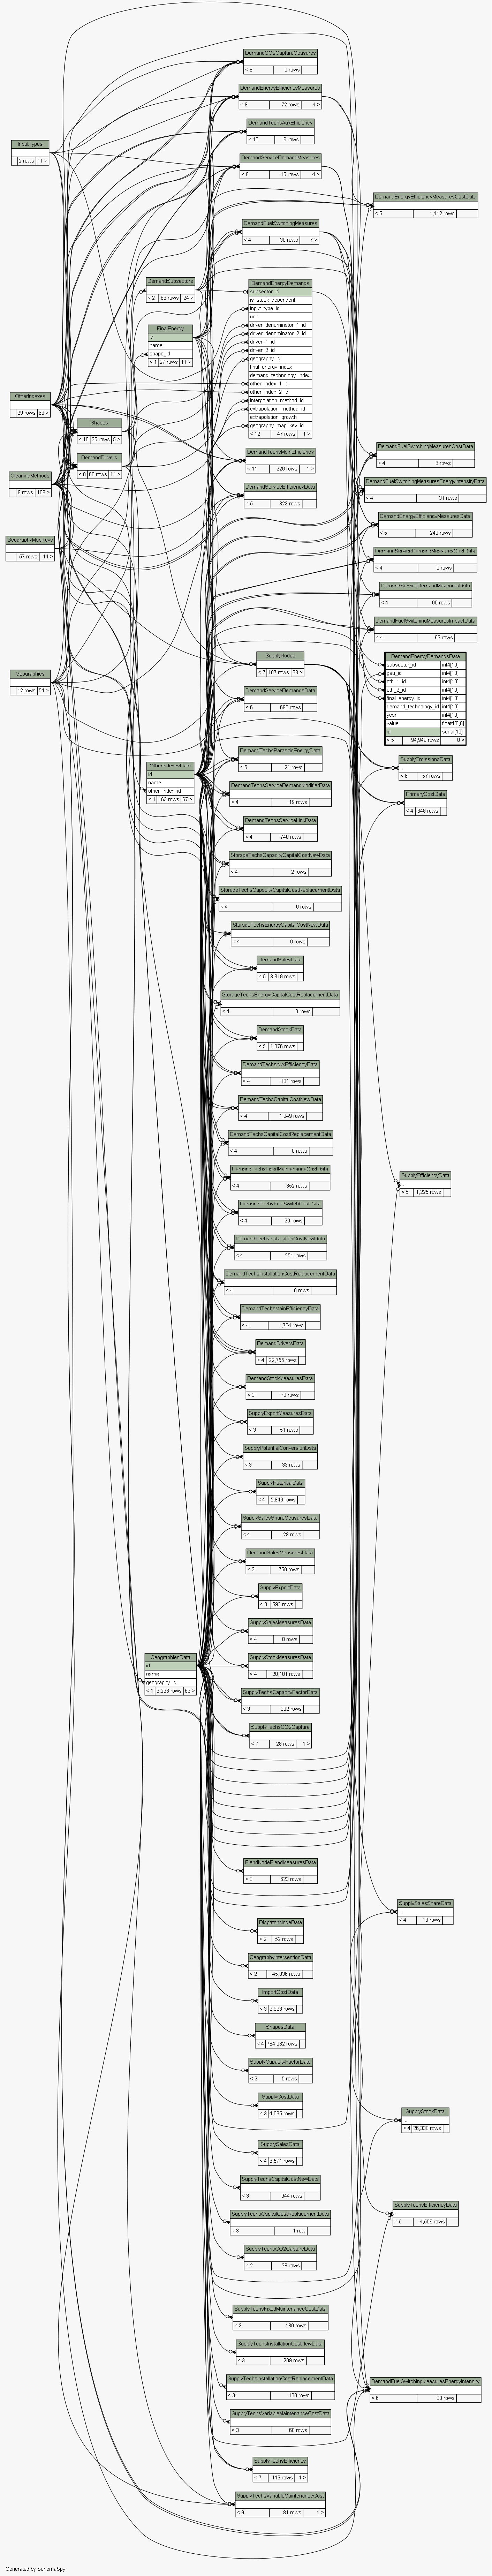 DemandCO2CaptureMeasures
< 8 0 rows
DemandEnergyEfficiencyMeasures
< 8 72 rows 4 >
DemandTechsAuxEfficiency
< 10 6 rows
InputTypes
2 rows 11 >
DemandServiceDemandMeasures
< 8 15 rows 4 >
DemandEnergyEfficiencyMeasuresCostData
< 5 1,412 rows
DemandFuelSwitchingMeasures
< 4 30 rows 7 >
DemandSubsectors
< 2 63 rows 24 >
DemandEnergyDemands
subsector_id
is_stock_dependent
input_type_id
unit
driver_denominator_1_id
driver_denominator_2_id
driver_1_id
driver_2_id
geography_id
final_energy_index
demand_technology_index
other_index_1_id
other_index_2_id
interpolation_method_id
extrapolation_method_id
extrapolation_growth
geography_map_key_id
< 12 47 rows 1 >
FinalEnergy
id
name
shape_id
< 1 27 rows 11 >
OtherIndexes
29 rows 63 >
Shapes
< 10 35 rows 5 >
DemandDrivers
< 8 60 rows 14 >
DemandTechsMainEfficiency
< 11 226 rows 1 >
DemandFuelSwitchingMeasuresCostData
< 4 6 rows
CleaningMethods
6 rows 108 >
DemandServiceEfficiencyData
< 5 323 rows
DemandFuelSwitchingMeasuresEnergyIntensityData
< 4 31 rows
DemandEnergyEfficiencyMeasuresData
< 5 240 rows
GeographyMapKeys
57 rows 14 >
DemandServiceDemandMeasuresCostData
< 4 0 rows
DemandServiceDemandMeasuresData
< 4 60 rows
DemandFuelSwitchingMeasuresImpactData
< 4 63 rows
SupplyNodes
< 7 107 rows 38 >
Geographies
12 rows 54 >
DemandEnergyDemandsData
subsector_id int4[10]
gau_id int4[10]
oth_1_id int4[10]
oth_2_id int4[10]
final_energy_id int4[10]
demand_technology_id int4[10]
year int4[10]
value float8[8,8]
id serial[10]
< 5 94,949 rows 0 >
DemandServiceDemandsData
< 6 693 rows
OtherIndexesData
id
name
other_index_id
< 1 163 rows 67 >
DemandTechsParasiticEnergyData
< 5 21 rows
SupplyEmissionsData
< 6 57 rows
DemandTechsServiceDemandModifierData
< 4 18 rows
PrimaryCostData
< 4 848 rows
DemandTechsServiceLinkData
< 4 740 rows
StorageTechsCapacityCapitalCostNewData
< 4 2 rows
StorageTechsCapacityCapitalCostReplacementData
< 4 0 rows
StorageTechsEnergyCapitalCostNewData
< 4 9 rows
DemandSalesData
< 5 3,319 rows
StorageTechsEnergyCapitalCostReplacementData
< 4 0 rows
DemandStockData
< 5 1,876 rows
DemandTechsAuxEfficiencyData
< 4 101 rows
DemandTechsCapitalCostNewData
< 4 1,349 rows
DemandTechsCapitalCostReplacementData
< 4 0 rows
DemandTechsFixedMaintenanceCostData
< 4 352 rows
SupplyEfficiencyData
< 5 1,225 rows
DemandTechsFuelSwitchCostData
< 4 20 rows
DemandTechsInstallationCostNewData
< 4 251 rows
DemandTechsInstallationCostReplacementData
< 4 0 rows
DemandTechsMainEfficiencyData
< 4 1,784 rows
DemandDriversData
< 4 22,755 rows
DemandStockMeasuresData
< 3 70 rows
SupplyExportMeasuresData
< 3 51 rows
SupplyPotentialConversionData
< 3 33 rows
SupplyPotentialData
< 4 5,846 rows
SupplySalesShareMeasuresData
< 4 28 rows
DemandSalesMeasuresData
< 3 750 rows
SupplyExportData
< 3 592 rows
SupplySalesMeasuresData
< 4 0 rows
GeographiesData
id
name
geography_id
< 1 3,293 rows 62 >
SupplyStockMeasuresData
< 4 20,101 rows
SupplyTechsCapacityFactorData
< 3 392 rows
SupplyTechsCO2Capture
< 7 28 rows 1 >
BlendNodeBlendMeasuresData
< 3 623 rows
SupplySalesShareData
< 4 13 rows
DispatchNodeData
< 2 52 rows
GeographyIntersectionData
< 2 45,036 rows
ImportCostData
< 3 2,823 rows
ShapesData
< 4 784,032 rows
SupplyCapacityFactorData
< 2 5 rows
SupplyCostData
< 3 4,035 rows
SupplyStockData
< 4 26,338 rows
SupplySalesData
< 4 6,571 rows
SupplyTechsCapitalCostNewData
< 3 944 rows
SupplyTechsEfficiencyData
< 5 4,556 rows
SupplyTechsCapitalCostReplacementData
< 3 1 row
SupplyTechsCO2CaptureData
< 2 28 rows
SupplyTechsFixedMaintenanceCostData
< 3 180 rows
SupplyTechsInstallationCostNewData
< 3 209 rows
SupplyTechsInstallationCostReplacementData
< 3 180 rows
DemandFuelSwitchingMeasuresEnergyIntensity
< 6 30 rows
SupplyTechsVariableMaintenanceCostData
< 3 68 rows
SupplyTechsEfficiency
< 7 113 rows 1 >
SupplyTechsVariableMaintenanceCost
< 9 81 rows 1 >
Generated by SchemaSpy